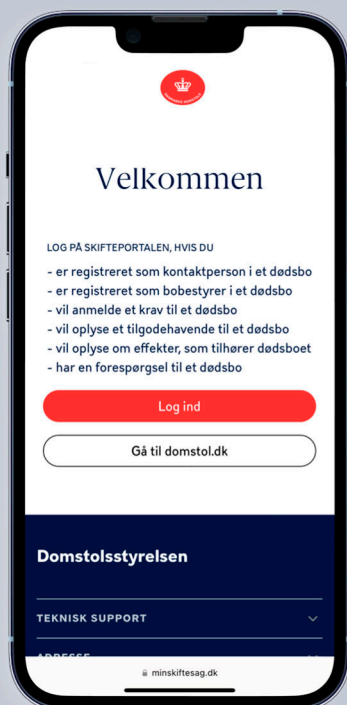 Velkommen
LOG PÅ SKIFTEPORTALEN, HVIS DU
- er registreret som kontaktperson i et dødsbo
- er registreret som bobestyrer i et dødsbo
- vil anmelde et krav til et dødsbo
- vil oplyse et tilgodehavende til et dødsbo
- vil oplyse om effekter, som tilhører dødsboet
- har en forespørgsel til et dødsbo
Log ind
Gå til domstol.dk
Domstolsstyrelsen
TEKNISK SUPPORT
ADRESSE
minskiftesag.dk